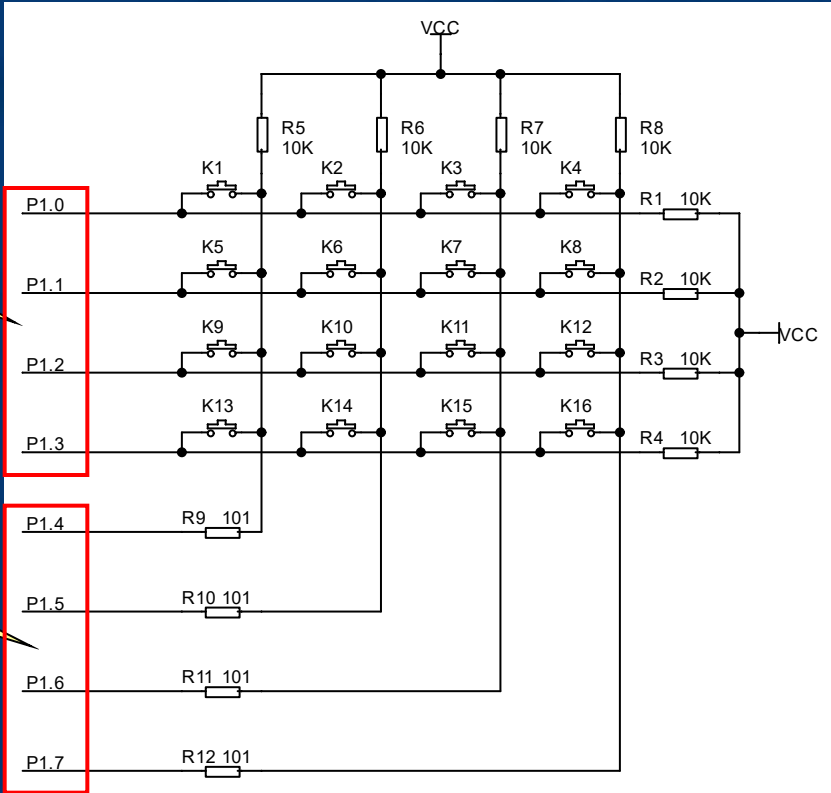 VCC
R5 R6 R7 R8
10K 10K 10K 10K
K1 K2 K3 K4
P1.0 R1 10K
K5 K6 K7 K8
P1.1 R2 10K
VCC
K9 K10 K11 K12
P1.2 R3 10K
K13 K14 K15 K16
P1.3 R4 10K
P1.4 R9 101
P1.5 R10 101
P1.6 R11 101
P1.7 R12 101